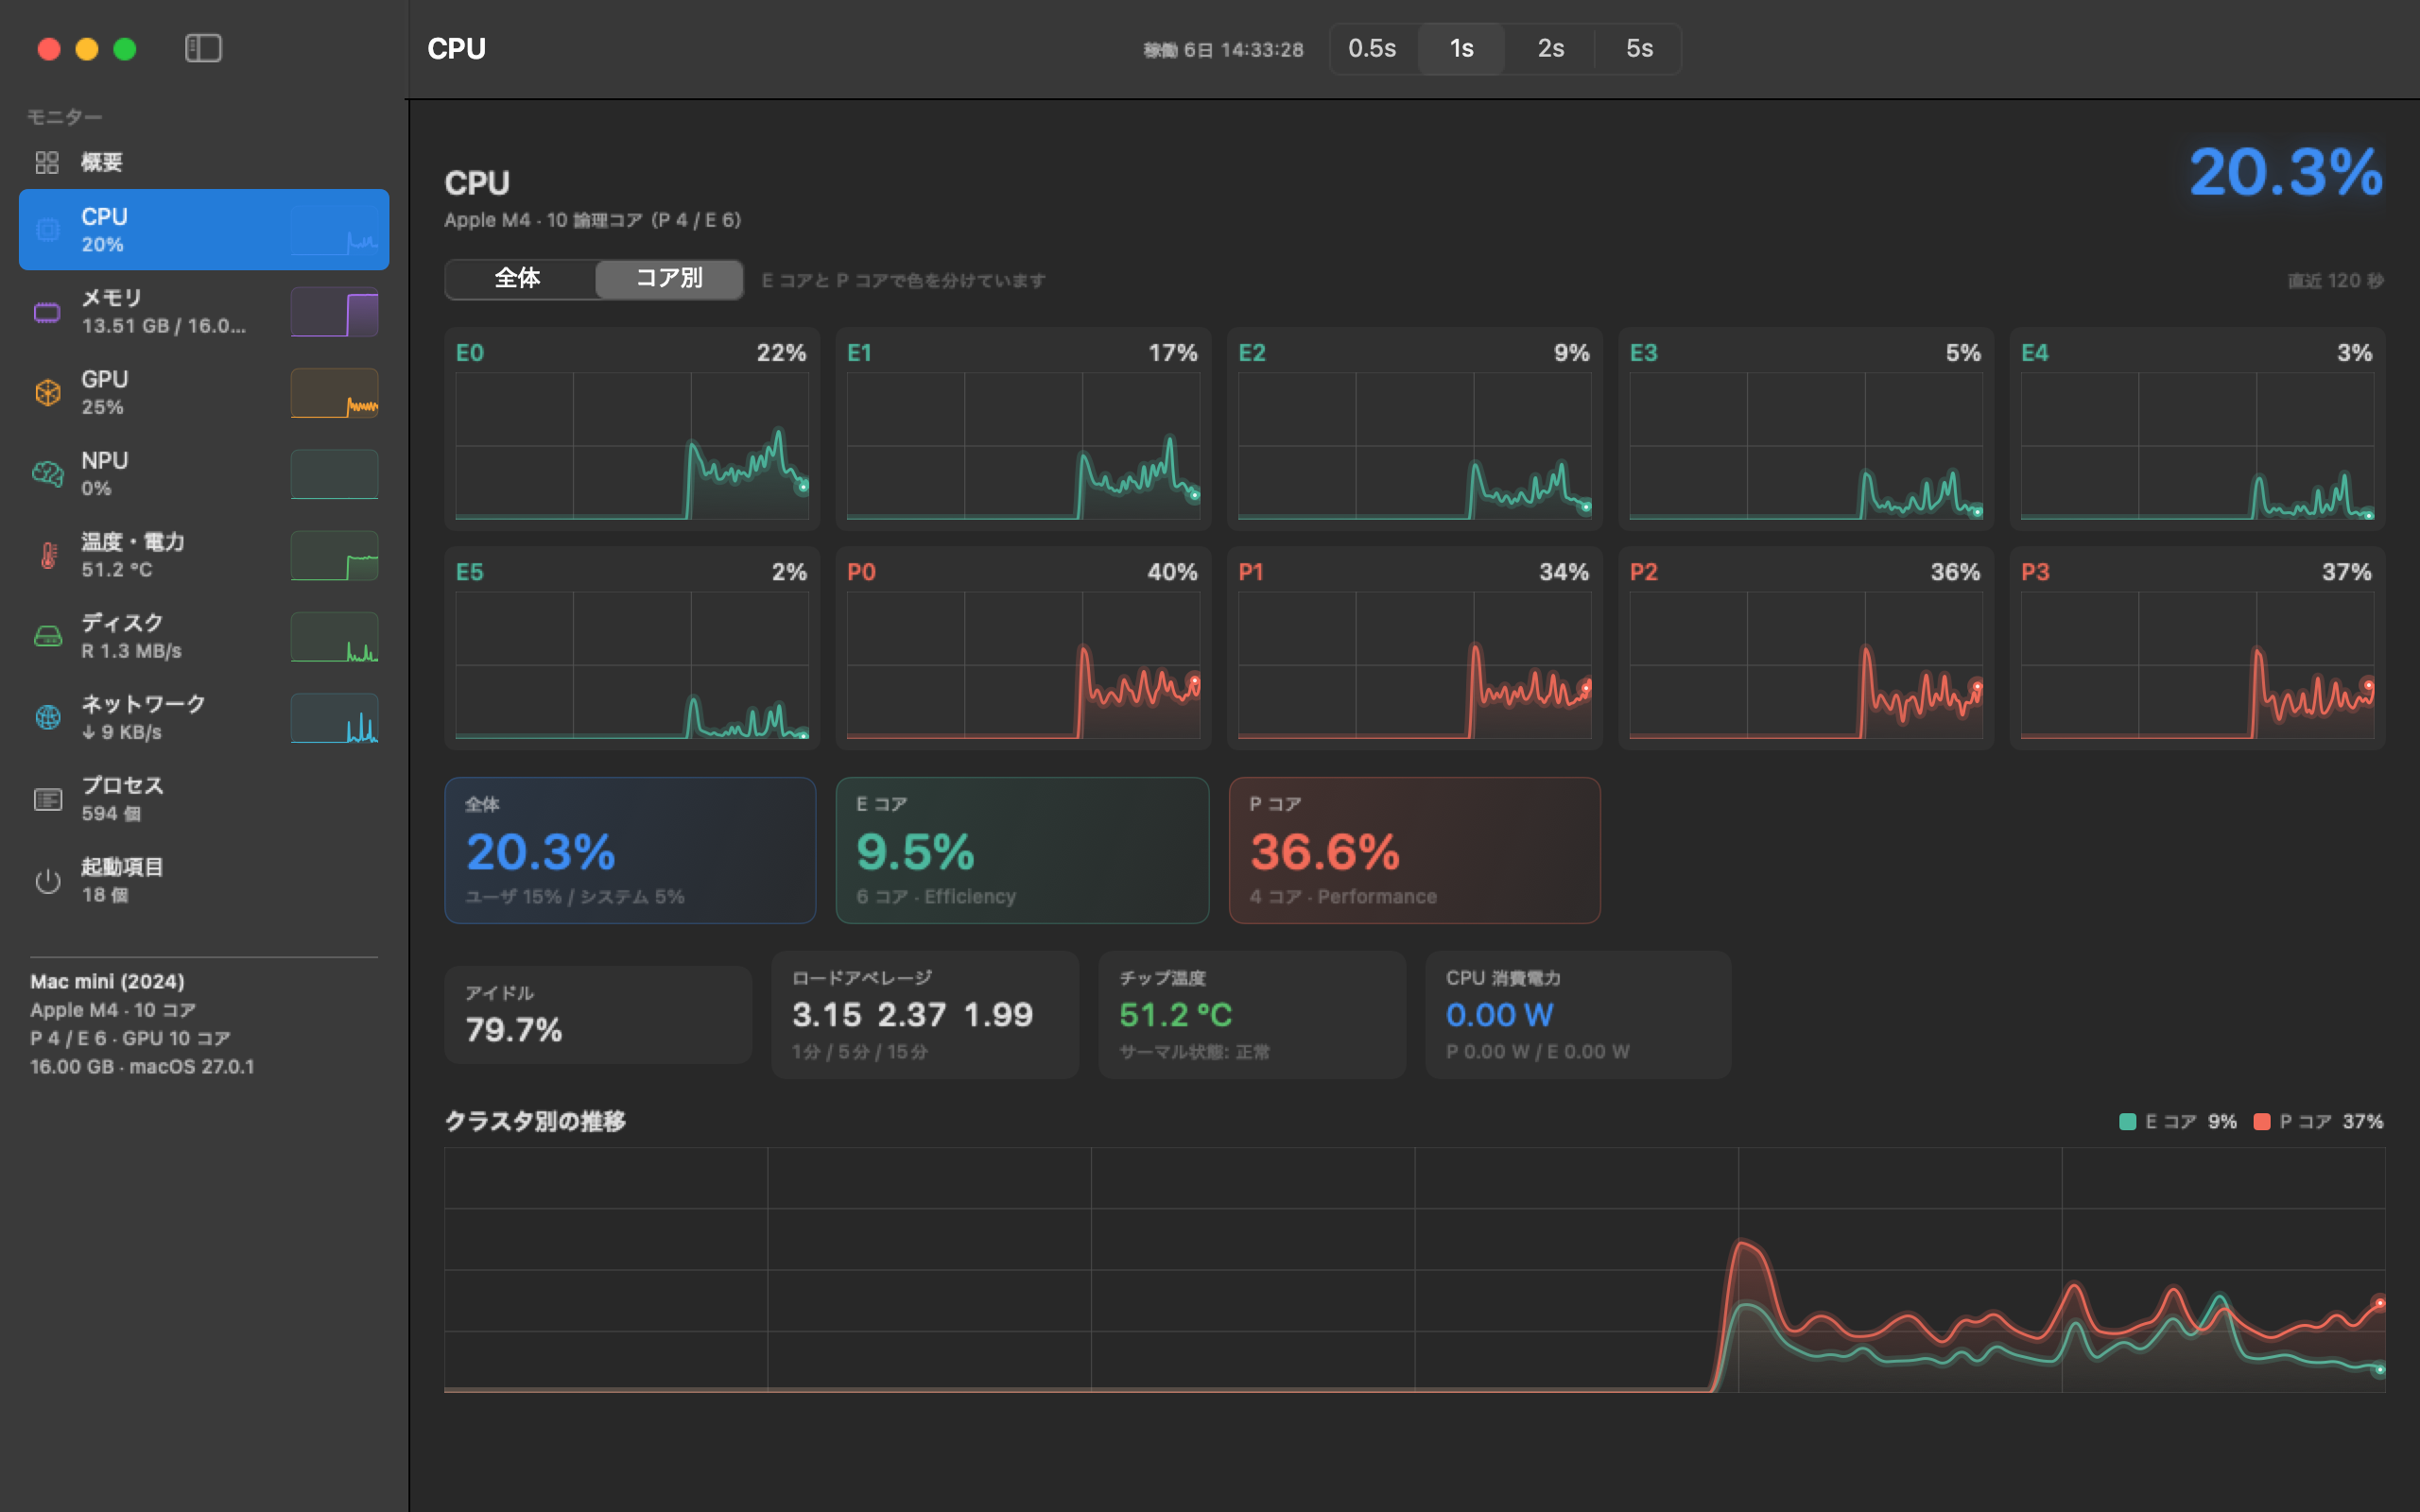 CPU
稼働 6日 14:33:28
0.5s 1s 2s 5s
モニター
概要
CPU
20%
メモリ
13.51 GB / 16.0...
GPU
25%
NPU
0%
温度・電力
51.2 °C
ディスク
R 1.3 MB/s
ネットワーク
↓ 9 KB/s
プロセス
594 個
起動項目
18 個
Mac mini (2024)
Apple M4 · 10 コア
P 4 / E 6 · GPU 10 コア
16.00 GB · macOS 27.0.1
CPU
20.3%
Apple M4 · 10 論理コア (P 4 / E 6)
全体 コア別 E コアと P コアで色を分けています 直近 120 秒
E0 22% E1 17% E2 9% E3 5% E4 3%
E5 2% P0 40% P1 34% P2 36% P3 37%
全体
20.3%
ユーザ 15% / システム 5%
E コア
9.5%
6 コア · Efficiency
P コア
36.6%
4 コア · Performance
アイドル
79.7%
ロードアベレージ
3.15 2.37 1.99
1分 / 5分 / 15分
チップ温度
51.2 °C
サーマル状態: 正常
CPU 消費電力
0.00 W
P 0.00 W / E 0.00 W
クラスタ別の推移
E コア 9% P コア 37%